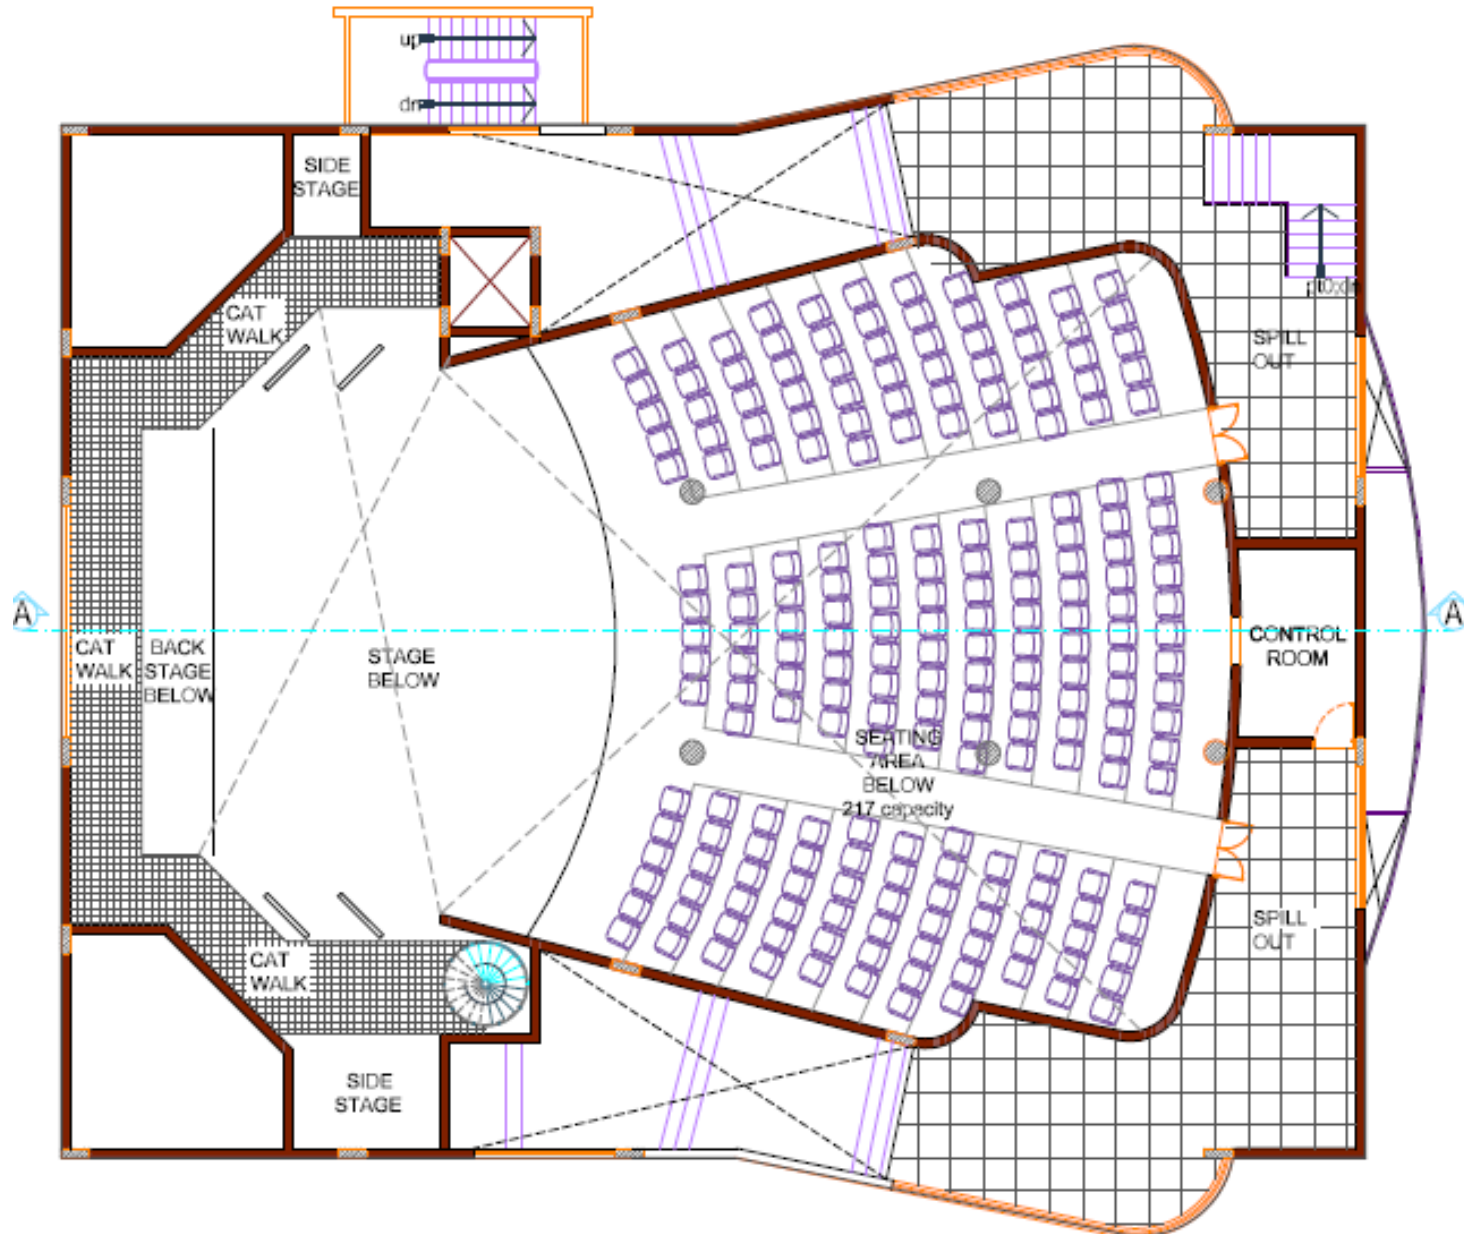 up
dn
SIDE
STAGE
CAT
WALK
SPILL
OUT
A
CAT
WALK
BACK
STAGE
BELOW
STAGE
BELOW
CONTROL
ROOM
A
SEATING
AREA
BELOW
217 capacity
SPILL
OUT
CAT
WALK
SIDE
STAGE